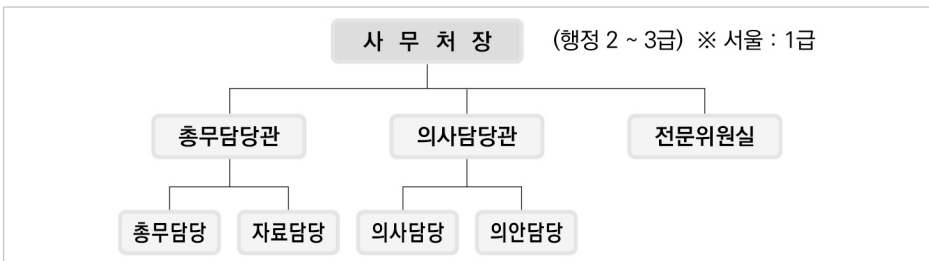 사 무 처 장 (행정 2 ~ 3급) ※ 서울 : 1급
총무담당관 의사담당관 전문위원실
총무담당 자료담당 의사담당 의안담당